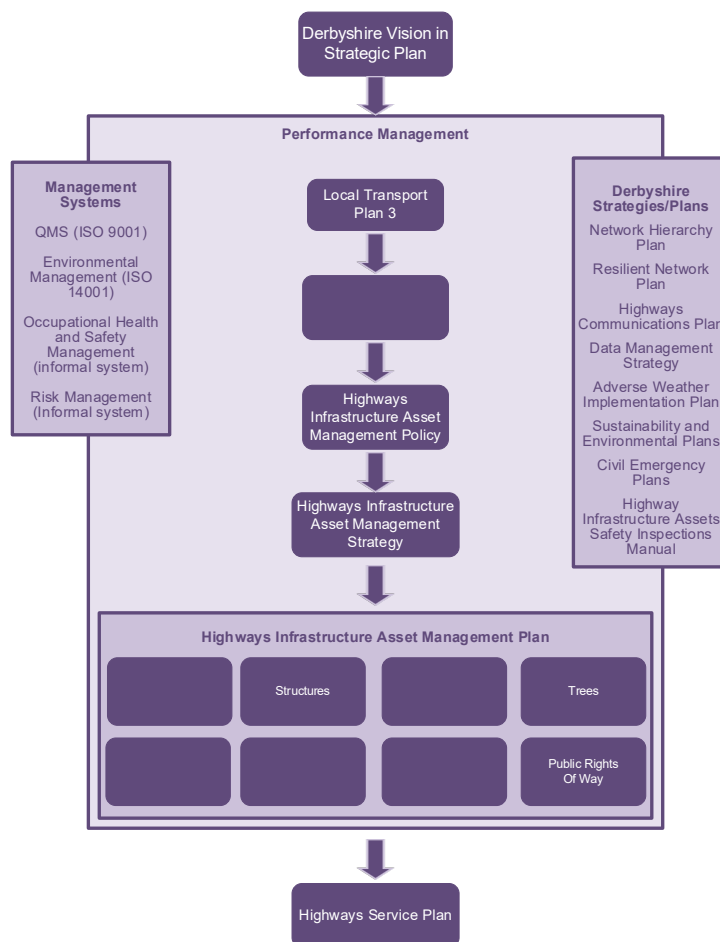 Derbyshire Vision in
Strategic Plan
Performance Management
Management
Systems
QMS (ISO 9001)
Environmental
Management (ISO
14001)
Occupational Health
and Safety
Management
(informal system)
Risk Management
(Informal system)
Local Transport
Plan 3
Highways
Infrastructure Asset
Management Policy
Highways Infrastructure
Asset Management
Strategy
Derbyshire
Strategies/Plans
Network Hierarchy
Plan
Resilient Network
Plan
Highways
Communications Plan
Data Management
Strategy
Adverse Weather
Implementation Plan
Sustainability and
Environmental Plans
Civil Emergency
Plans
Highway
Infrastructure Assets
Safety Inspections
Manual
Highways Infrastructure Asset Management Plan
Structures
Trees
Public Rights
Of Way
Highways Service Plan